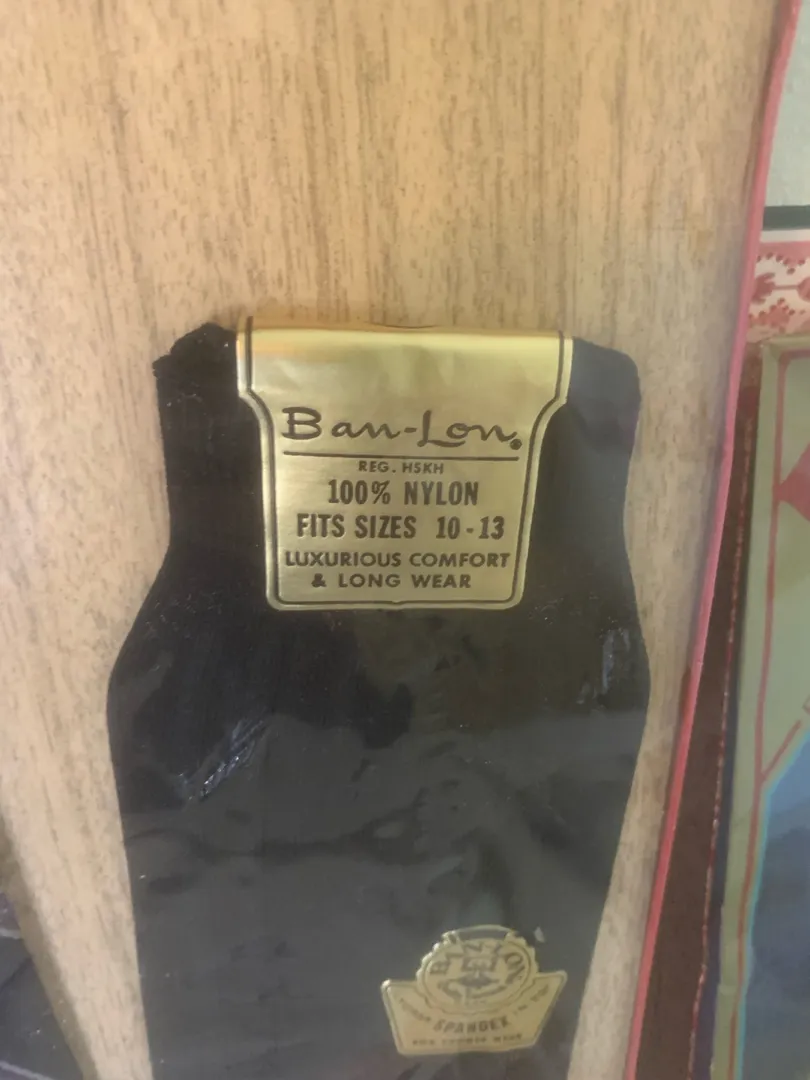 Ban-Lon®
REG. HSKH
100% NYLON
FITS SIZES 10-13
LUXURIOUS COMFORT
& LONG WEAR
SPANDEX